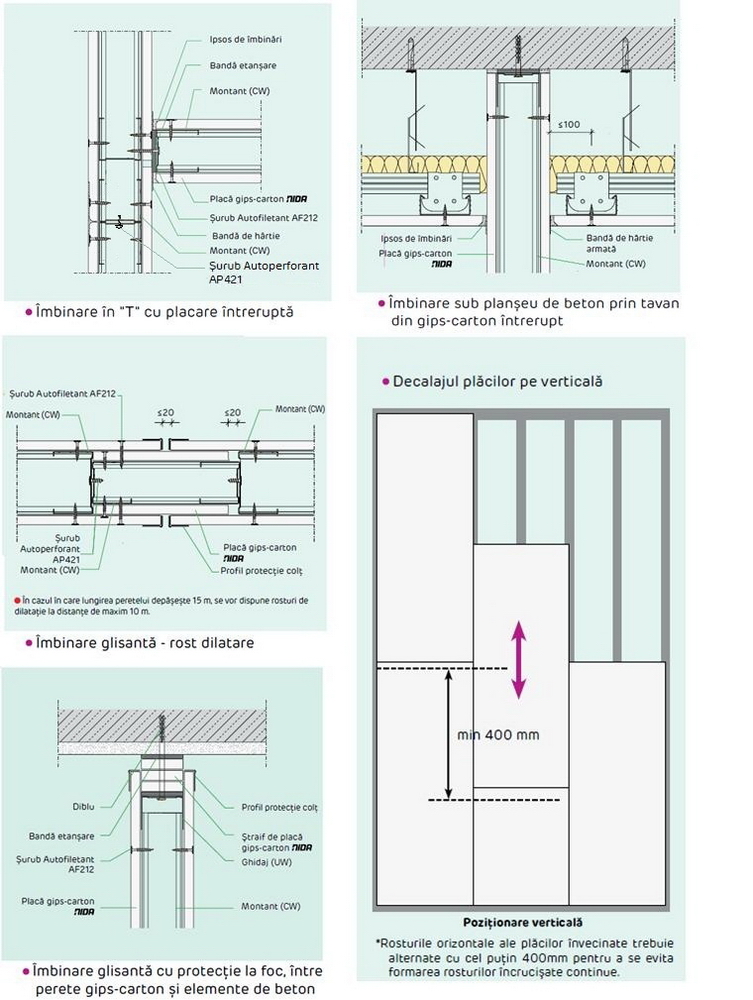 Ipsos de îmbinări
Bandă etanșare
Montant (CW)
Placă gips-carton NIDA
Șurub Autofiletant AF212
Bandă de hârtie
Montant (CW)
Șurub Autoperforant
AP421
Îmbinare în "T" cu placare întreruptă
≤100
Ipsos de îmbinări
Placă gips-carton
NIDA
Bandă de hârtie
armată
Montant (CW)
Îmbinare sub planșeu de beton prin tavan
din gips-carton întrerupt
Șurub Autofiletant AF212
Montant (CW)
≤20
≤20
Montant (CW)
Șurub
Autoperforant
AP421
Montant (CW)
Placă gips-carton
NIDA
Profil protecție colț
În cazul în care lungirea peretelui depășește 15 m, se vor dispune rosturi de
dilatație la distanțe de maxim 10 m.
Îmbinare glisantă - rost dilatare
Decalajul plăcilor pe verticală
min 400 mm
Poziționare verticală
*Rosturile orizontale ale plăcilor învecinate trebuie
alternate cu cel puțin 400mm pentru a se evita
formarea rosturilor încrucișate continue.
Diblu
Bandă etanșare
Șurub Autofiletant
AF212
Placă gips-carton
NIDA
Profil protecție colț
Ștraif de placă
gips-carton NIDA
Ghidaj (UW)
Montant (CW)
Îmbinare glisantă cu protecție la foc, între
perete gips-carton și elemente de beton